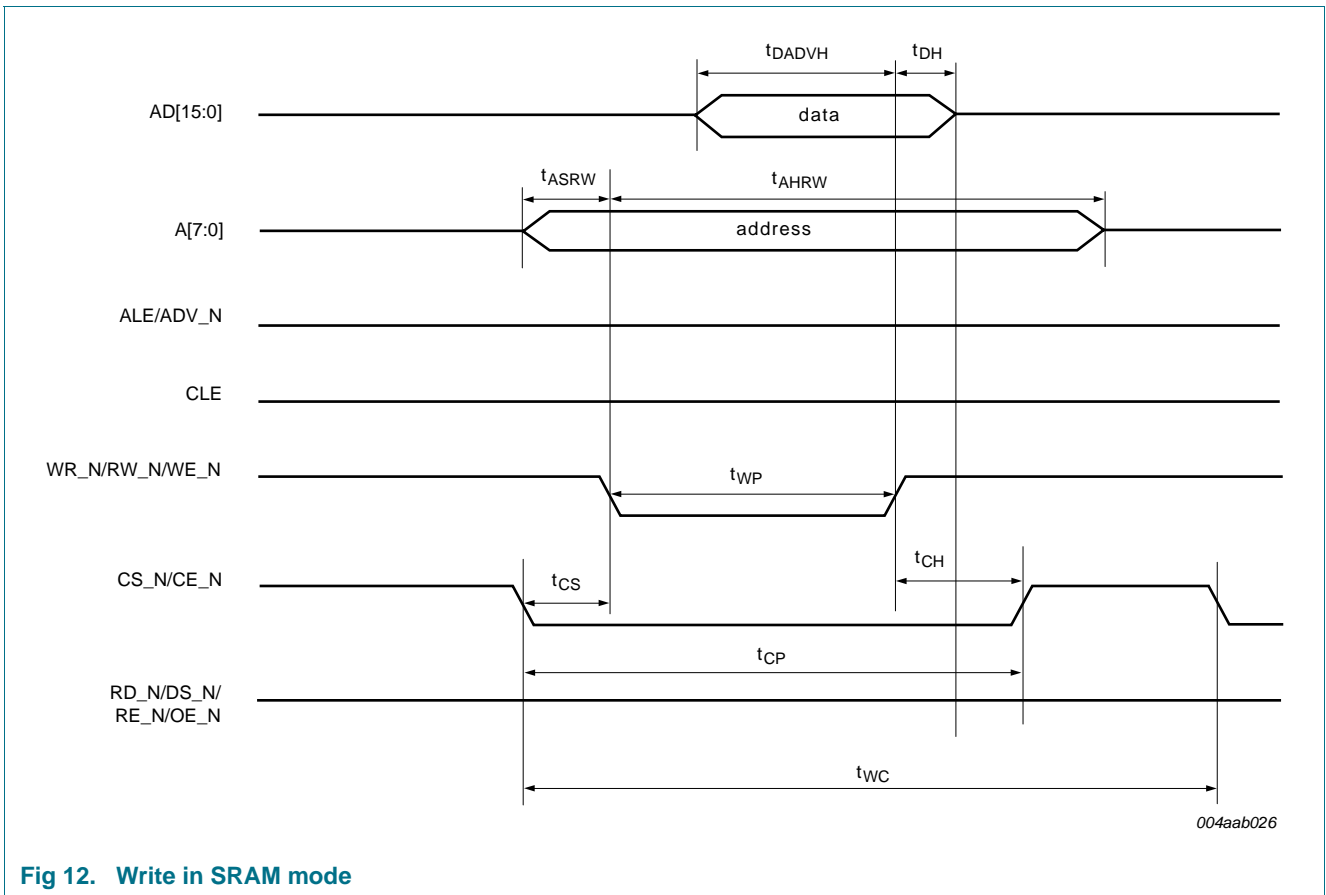 tDADVH
tDH
AD[15:0]
data
tASRW
tAHRW
A[7:0]
address
ALE/ADV_N
CLE
WR_N/RW_N/WE_N
tWP
CS_N/CE_N
tCS
tCH
tCP
RD_N/DS_N/
RE_N/OE_N
tWC
004aab026
Fig 12. Write in SRAM mode